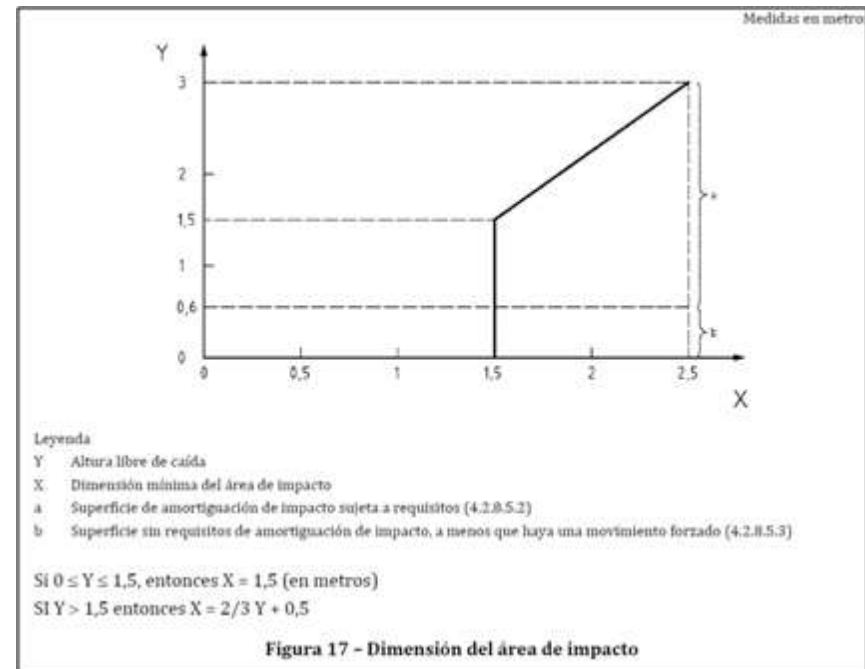 Medidas en metro
Y
3
2
1,5
1
0,6
0
0
0,5
1
1,5
2
2,5
X
a
b
Leyenda
Y Altura libre de caída
X Dimensión mínima del área de impacto
a Superficie de amortiguación de impacto sujeta a requisitos (4.2.8.5.2)
b Superficie sin requisitos de amortiguación de impacto, a menos que haya una movimiento forzado (4.2.8.5.3)
Si 0 ≤ Y ≤ 1,5, entonces X = 1,5 (en metros)
SI Y > 1,5 entonces X = 2/3 Y + 0,5
Figura 17 – Dimensión del área de impacto